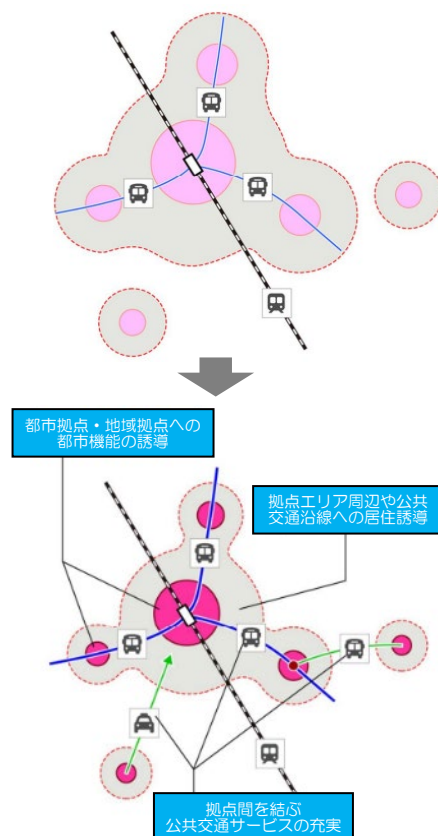 都市拠点・地域拠点への
都市機能の誘導
拠点エリア周辺や公共
交通沿線への居住誘導
拠点間を結ぶ
公共交通サービスの充実